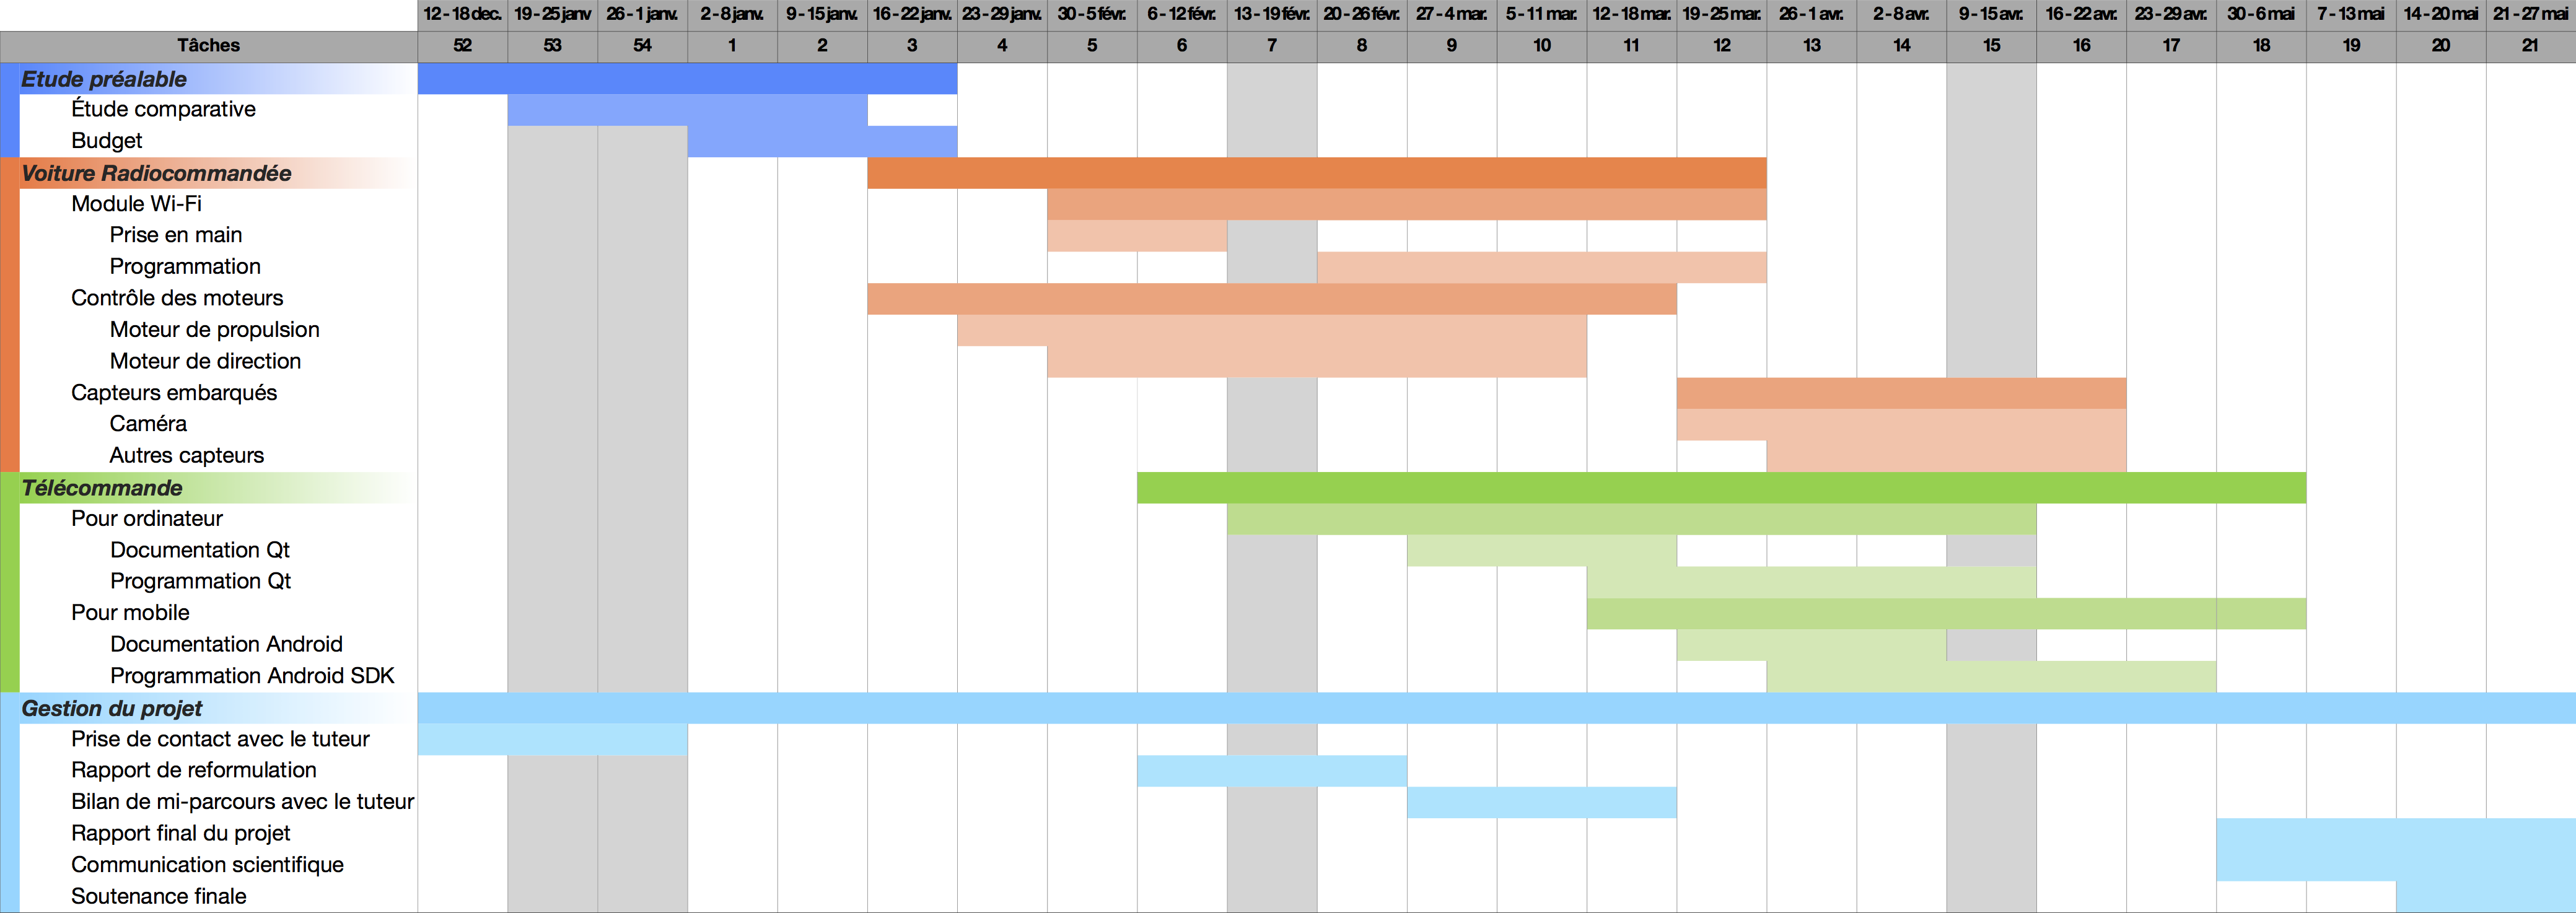 12 - 18 dec. 19 - 25 janv 26 - 1 janv. 2 - 8 janv. 9 - 15 janv. 16 - 22 janv. 23 - 29 janv. 30 - 5 févr. 6 - 12 févr. 13 - 19 févr. 20 - 26 févr. 27 - 4 mar. 5 - 11 mar. 12 - 18 mar. 19 - 25 mar. 26 - 1 avr. 2 - 8 avr. 9 - 15 avr. 16 - 22 avr. 23 - 29 avr. 30 - 6 mai 7 - 13 mai 14 - 20 mai 21 - 27 mai
Tâches 52 53 54 1 2 3 4 5 6 7 8 9 10 11 12 13 14 15 16 17 18 19 20 21
Etude préalable
Étude comparative
Budget
Voiture Radiocommandée
Module Wi-Fi
Prise en main
Programmation
Contrôle des moteurs
Moteur de propulsion
Moteur de direction
Capteurs embarqués
Caméra
Autres capteurs
Télécommande
Pour ordinateur
Documentation Qt
Programmation Qt
Pour mobile
Documentation Android
Programmation Android SDK
Gestion du projet
Prise de contact avec le tuteur
Rapport de reformulation
Bilan de mi-parcours avec le tuteur
Rapport final du projet
Communication scientifique
Soutenance finale